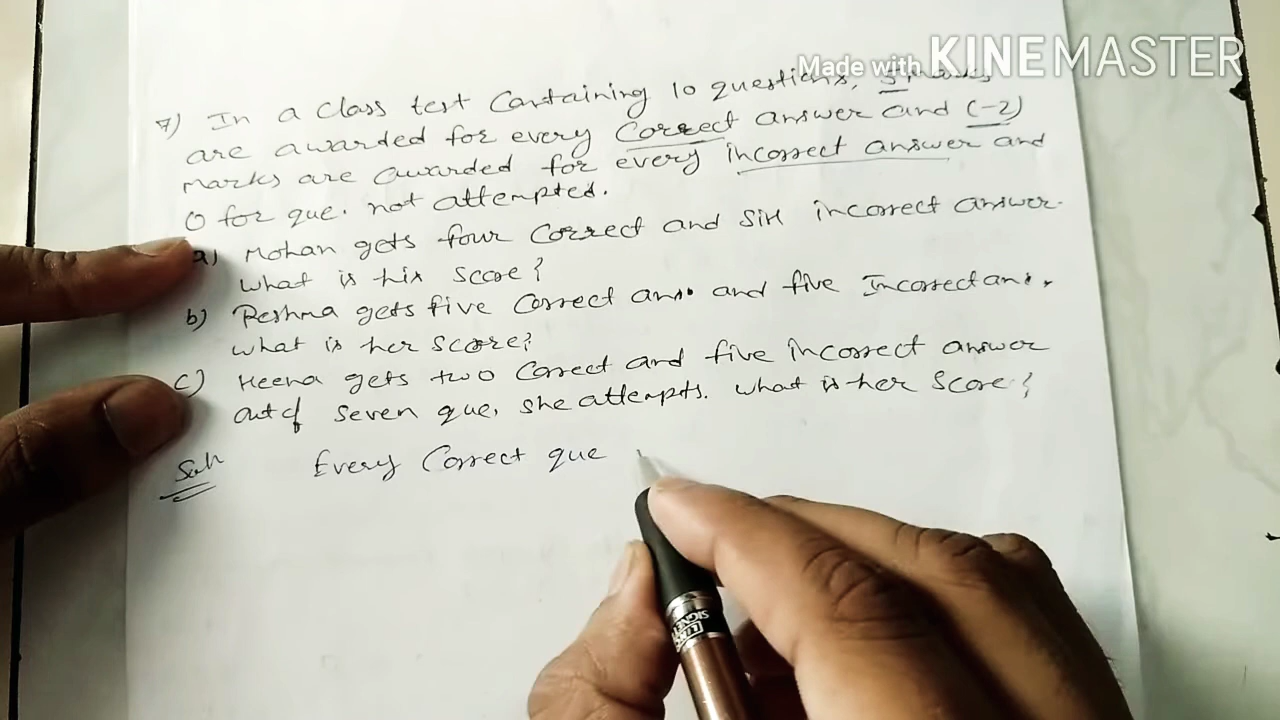 Made with KINEMASTER
7) In a class test containing 10 questions, 5 marks
are awarded for every correct answer and (-2)
marks are awarded for every incorrect answer and
0 for que. not attempted.
a) Mohan gets four correct and six incorrect answer.
what is his score?
b) Reshma gets five correct ans. and five Incorrect ans.
what is her score?
c) Heena gets two correct and five incorrect answer
out of seven que. she attempts. what is her score?
Soln Every Correct que